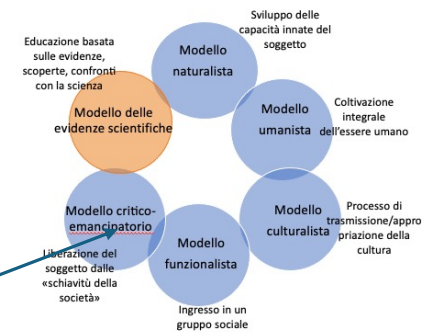 Sviluppo delle
capacità innate del
soggetto
Modello
naturalista
Coltivazione
integrale
dell'essere umano
Modello
umanista
Processo di
trasmissione/appro
priazione della
cultura
Modello
culturalista
Modello
funzionalista
Ingresso in un
gruppo sociale
Modello critico-
emancipatorio
Liberazione del
soggetto dalle
«schiavitù della
società»
Educazione basata
sulle evidenze,
scoperte, confronti
con la scienza
Modello delle
evidenze scientifiche